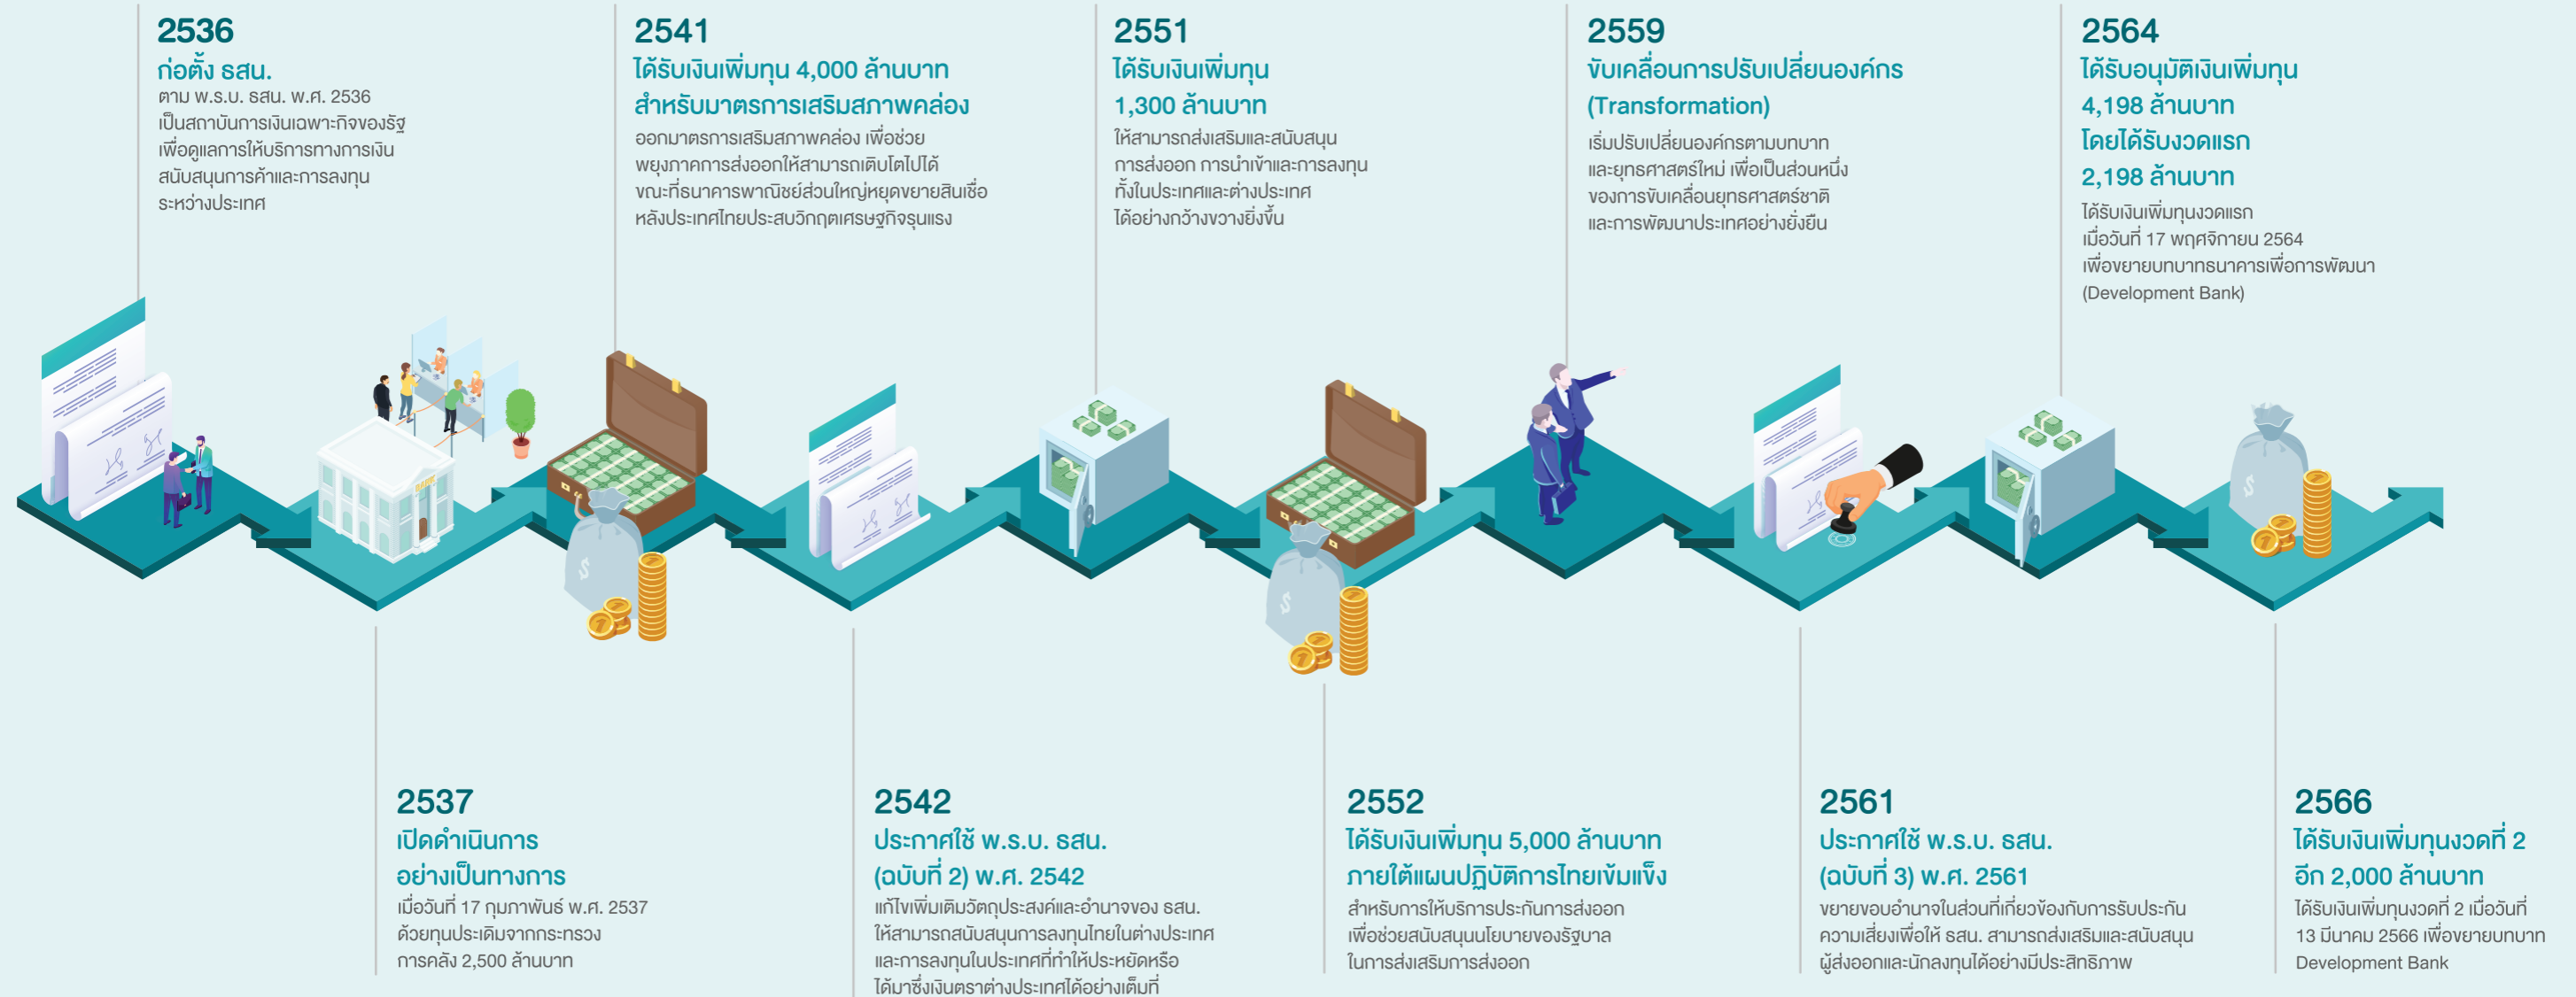 2536
ก่อตั้ง ธสน.
ตาม พ.ร.บ. ธสน. พ.ศ. 2536
เป็นสถาบันการเงินเฉพาะกิจของรัฐ
เพื่อดูแลการให้บริการทางการเงิน
สนับสนุนการค้าและการลงทุน
ระหว่างประเทศ
2537
เปิดดำเนินการ
อย่างเป็นทางการ
เมื่อวันที่ 17 กุมภาพันธ์ พ.ศ. 2537
ด้วยทุนประเดิมจากกระทรวง
การคลัง 2,500 ล้านบาท
2541
ได้รับเงินเพิ่มทุน 4,000 ล้านบาท
สำหรับมาตรการเสริมสภาพคล่อง
ออกมาตรการเสริมสภาพคล่อง เพื่อช่วย
พยุงภาคการส่งออกให้สามารถเติบโตไปได้
ขณะที่ธนาคารพาณิชย์ส่วนใหญ่หยุดขยายสินเชื่อ
หลังประเทศไทยประสบวิกฤตเศรษฐกิจรุนแรง
2542
ประกาศใช้ พ.ร.บ. ธสน.
(ฉบับที่ 2) พ.ศ. 2542
แก้ไขเพิ่มเติมวัตถุประสงค์และอำนาจของ ธสน.
ให้สามารถสนับสนุนการลงทุนไทยในต่างประเทศ
และการลงทุนในประเทศที่ทำให้ประหยัดหรือ
ได้มาซึ่งเงินตราต่างประเทศได้อย่างเต็มที่
2551
ได้รับเงินเพิ่มทุน
1,300 ล้านบาท
ให้สามารถส่งเสริมและสนับสนุน
การส่งออก การนำเข้าและการลงทุน
ทั้งในประเทศและต่างประเทศ
ได้อย่างกว้างขวางยิ่งขึ้น
2552
ได้รับเงินเพิ่มทุน 5,000 ล้านบาท
ภายใต้แผนปฏิบัติการไทยเข้มแข็ง
สำหรับการให้บริการประกันการส่งออก
เพื่อช่วยสนับสนุนนโยบายของรัฐบาล
ในการส่งเสริมการส่งออก
2559
ขับเคลื่อนการปรับเปลี่ยนองค์กร
(Transformation)
เริ่มปรับเปลี่ยนองค์กรตามบทบาท
และยุทธศาสตร์ใหม่ เพื่อเป็นส่วนหนึ่ง
ของการขับเคลื่อนยุทธศาสตร์ชาติ
และการพัฒนาประเทศอย่างยั่งยืน
2561
ประกาศใช้ พ.ร.บ. ธสน.
(ฉบับที่ 3) พ.ศ. 2561
ขยายขอบอำนาจในส่วนที่เกี่ยวข้องกับการรับประกัน
ความเสี่ยงเพื่อให้ ธสน. สามารถส่งเสริมและสนับสนุน
ผู้ส่งออกและนักลงทุนได้อย่างมีประสิทธิภาพ
2564
ได้รับอนุมัติเงินเพิ่มทุน
4,198 ล้านบาท
โดยได้รับงวดแรก
2,198 ล้านบาท
ได้รับเงินเพิ่มทุนงวดแรก
เมื่อวันที่ 17 พฤศจิกายน 2564
เพื่อขยายบทบาทธนาคารเพื่อการพัฒนา
(Development Bank)
2566
ได้รับเงินเพิ่มทุนงวดที่ 2
อีก 2,000 ล้านบาท
ได้รับเงินเพิ่มทุนงวดที่ 2 เมื่อวันที่
13 มีนาคม 2566 เพื่อขยายบทบาท
Development Bank
BANK